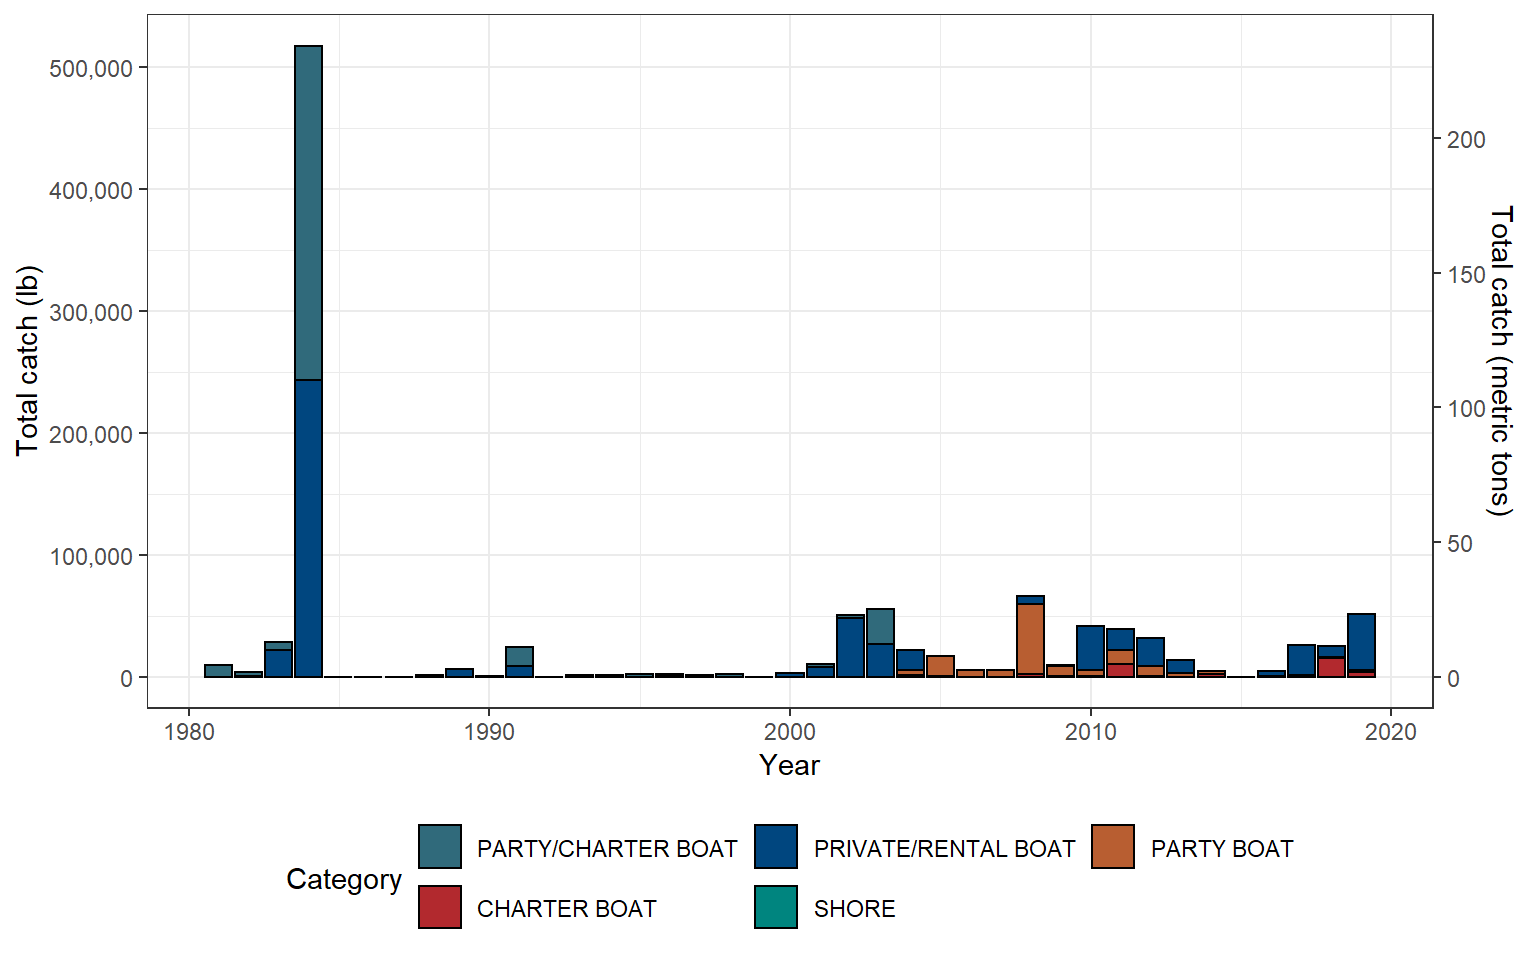 Total catch (lb)
500,000
400,000
300,000
200,000
100,000
0
200
150
100
50
0
Total catch (metric tons)
1980 1990 2000 2010 2020
Year
Category
PARTY/CHARTER BOAT PRIVATE/RENTAL BOAT PARTY BOAT
CHARTER BOAT SHORE